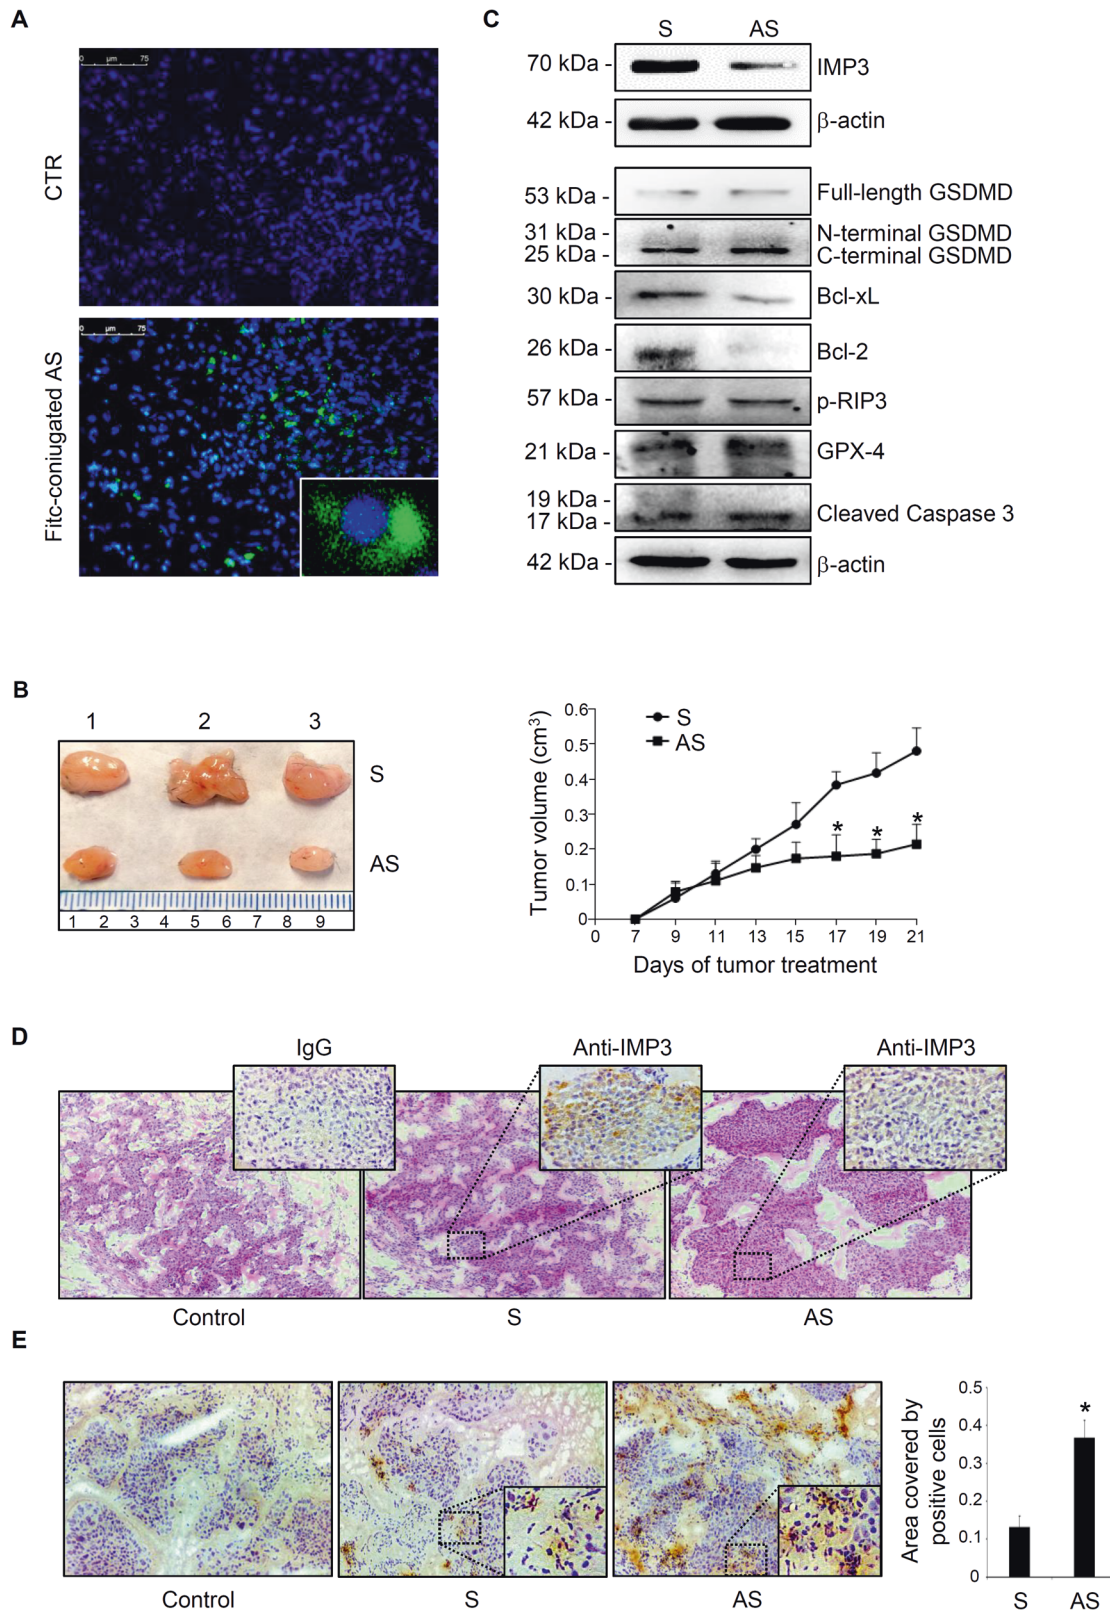 A
0 µm 75
CTR
0 µm 75
Fitc-coniugated AS
C
S AS
70 kDa - IMP3
42 kDa - β-actin
53 kDa - Full-length GSDMD
31 kDa - N-terminal GSDMD
25 kDa - C-terminal GSDMD
30 kDa - Bcl-xL
26 kDa - Bcl-2
57 kDa - p-RIP3
21 kDa - GPX-4
19 kDa -
17 kDa - Cleaved Caspase 3
42 kDa - β-actin
B
1 2 3
S
AS
1 2 3 4 5 6 7 8 9
Tumor volume (cm³)
0.6
0.5
0.4
0.3
0.2
0.1
0
S
AS
* * *
0 7 9 11 13 15 17 19 21
Days of tumor treatment
D
IgG Anti-IMP3 Anti-IMP3
Control S AS
E
Control S AS
Area covered by
positive cells
0.5
0.4
0.3
0.2
0.1
0
*
S AS